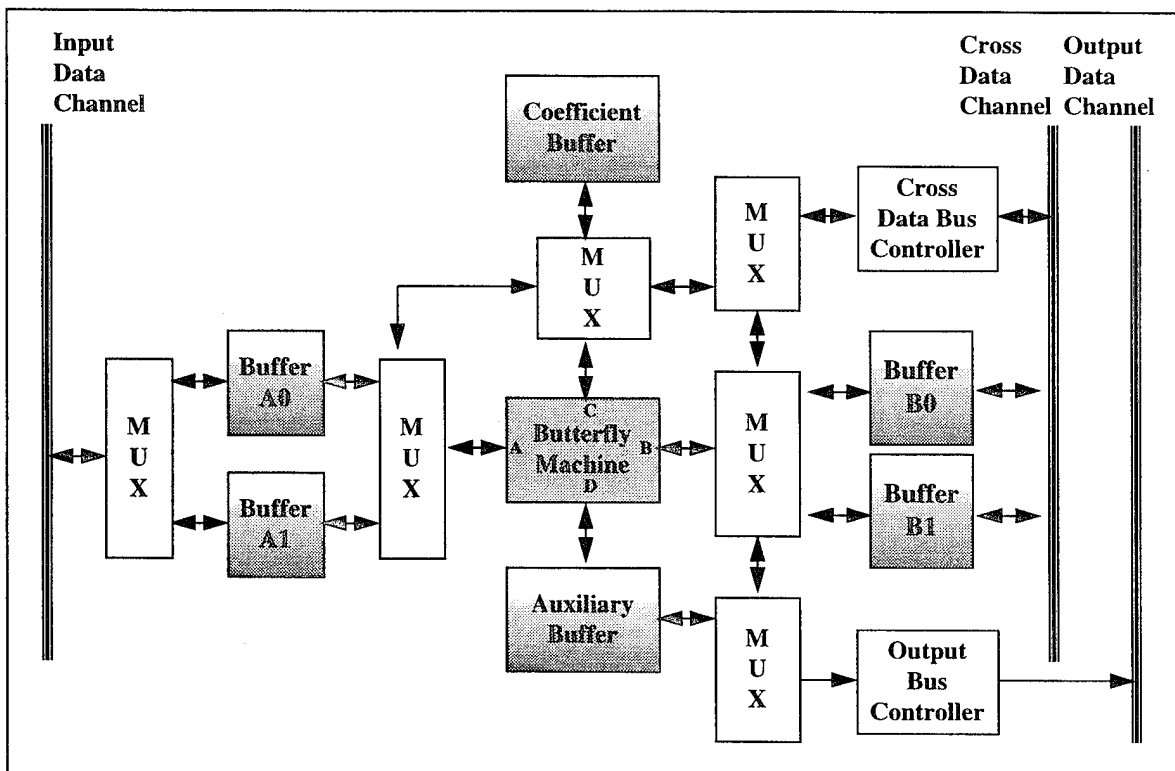 Input
Data
Channel
Cross
Data
Channel
Output
Data
Channel
Coefficient
Buffer
M
U
X
Cross
Data Bus
Controller
M
U
X
Buffer
A0
Buffer
B0
M
U
X
M
U
X
C
A
Butterfly
Machine
B
D
M
U
X
Buffer
A1
Buffer
B1
Auxiliary
Buffer
M
U
X
Output
Bus
Controller